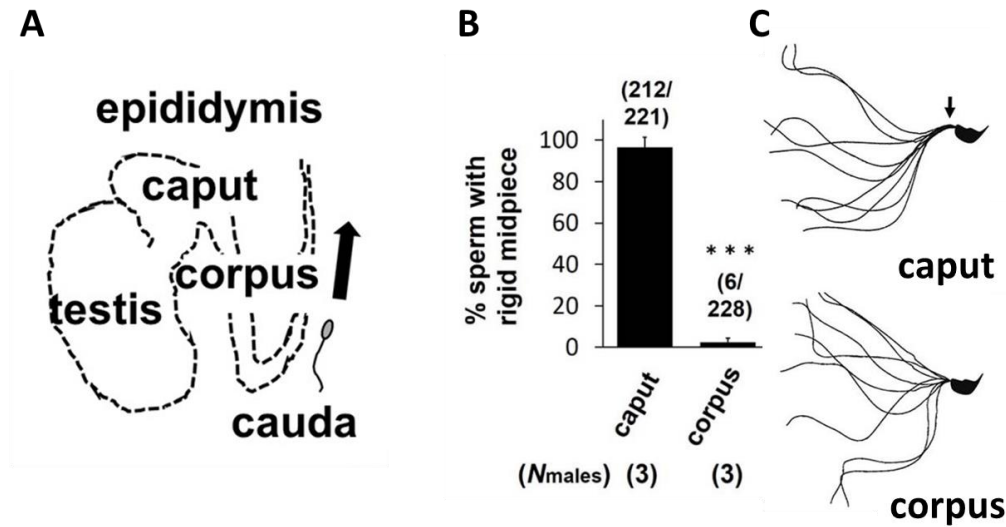 A
epididymis
caput
corpus
testis
cauda
B
% sperm with
rigid midpiece
100
80
60
40
20
0
(212/
221)
* * *
(6/
228)
caput
corpus
(Nmales) (3) (3)
C
caput
corpus